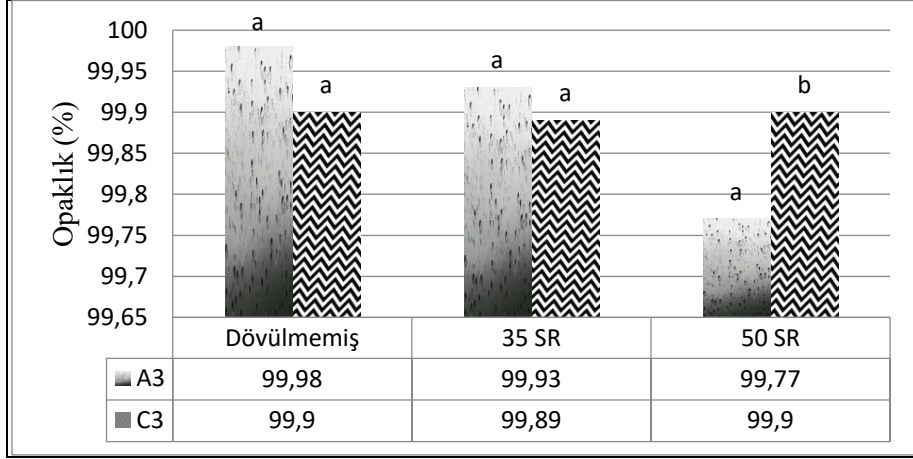 Opaklık (%)
100
99,95
99,9
99,85
99,8
99,75
99,7
99,65
a
a
a
a
a
b
Dövülmemiş 35 SR 50 SR
A3 99,98 99,93 99,77
C3 99,9 99,89 99,9